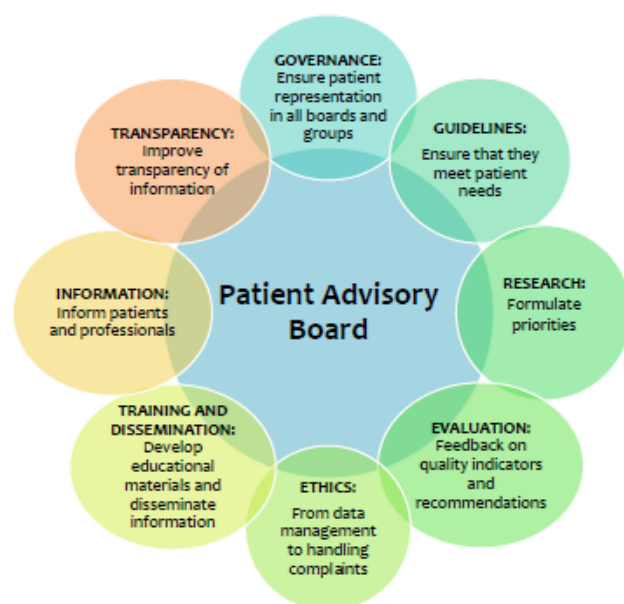 GOVERNANCE:
Ensure patient
representation
in all boards and
groups
GUIDELINES:
Ensure that they
meet patient
needs
RESEARCH:
Formulate
priorities
EVALUATION:
Feedback on
quality indicators
and
recommendations
ETHICS:
From data
management
to handling
complaints
TRAINING AND
DISSEMINATION:
Develop
educational
materials and
disseminate
information
INFORMATION:
Inform patients
and professionals
TRANSPARENCY:
Improve
transparency of
information
Patient Advisory
Board